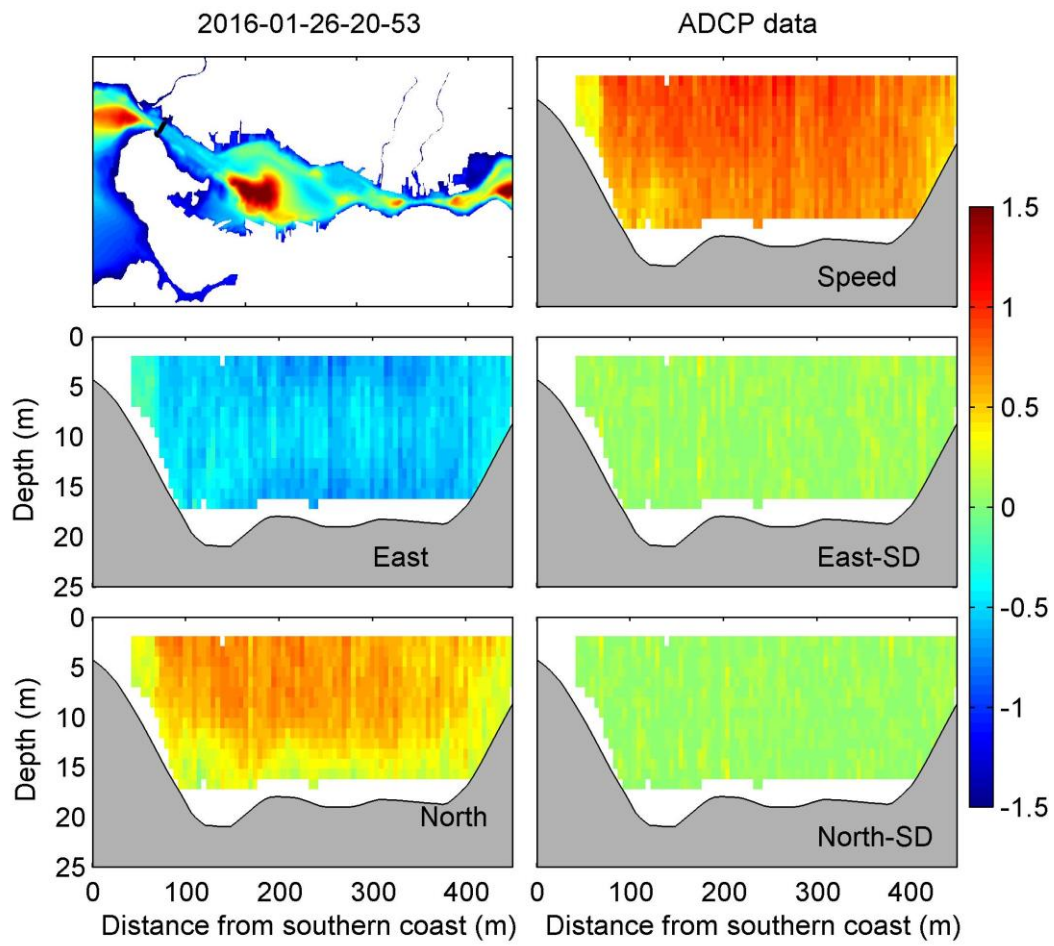 2016-01-26-20-53
ADCP data
Speed
1.5
1
0.5
0
-0.5
-1
-1.5
0
5
10
15
20
25
Depth (m)
East
East-SD
0
5
10
15
20
25
Depth (m)
North
North-SD
0 100 200 300 400
Distance from southern coast (m)
0 100 200 300 400
Distance from southern coast (m)